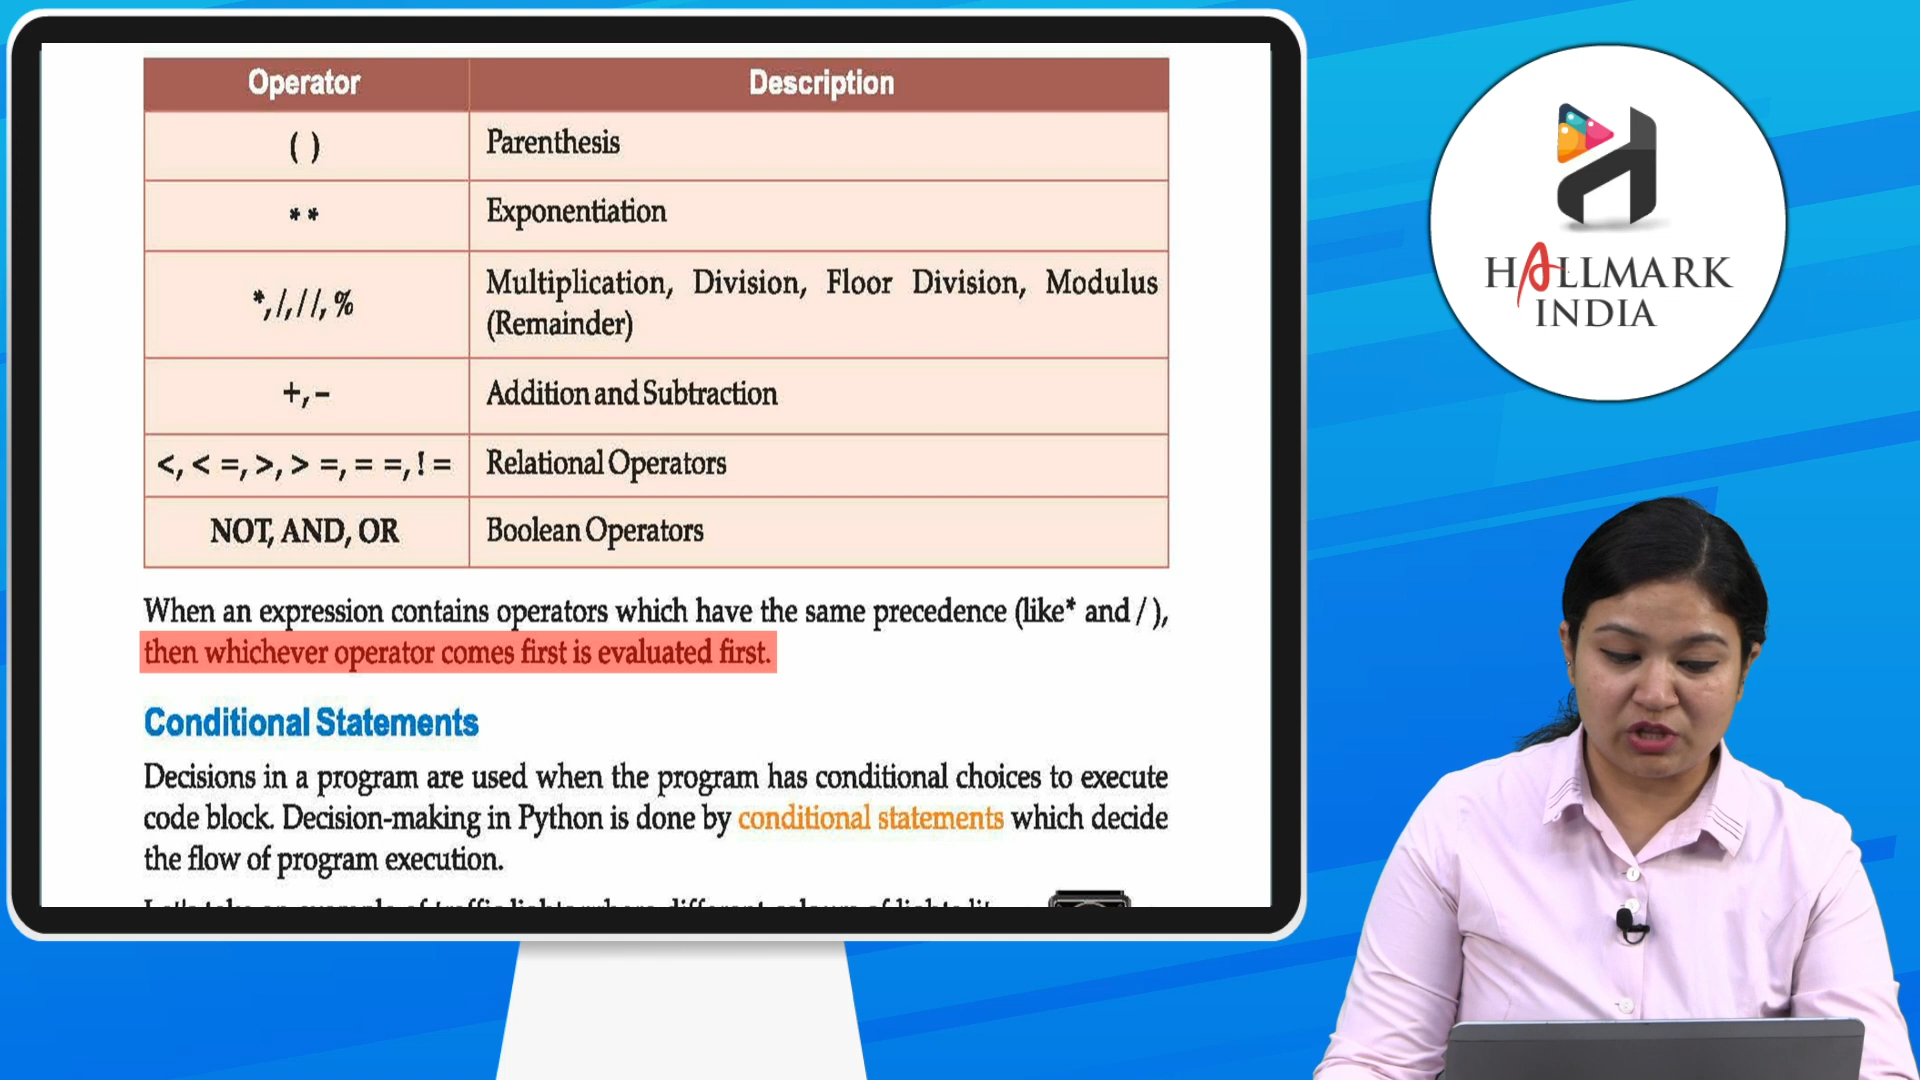 Operator Description
( ) Parenthesis
** Exponentiation
*, /, //, % Multiplication, Division, Floor Division, Modulus
(Remainder)
+, – Addition and Subtraction
<, < =, >, > =, = =, ! = Relational Operators
NOT, AND, OR Boolean Operators
When an expression contains operators which have the same precedence (like* and / ),
then whichever operator comes first is evaluated first.
Conditional Statements
Decisions in a program are used when the program has conditional choices to execute
code block. Decision-making in Python is done by conditional statements which decide
the flow of program execution.
HALLMARK
INDIA